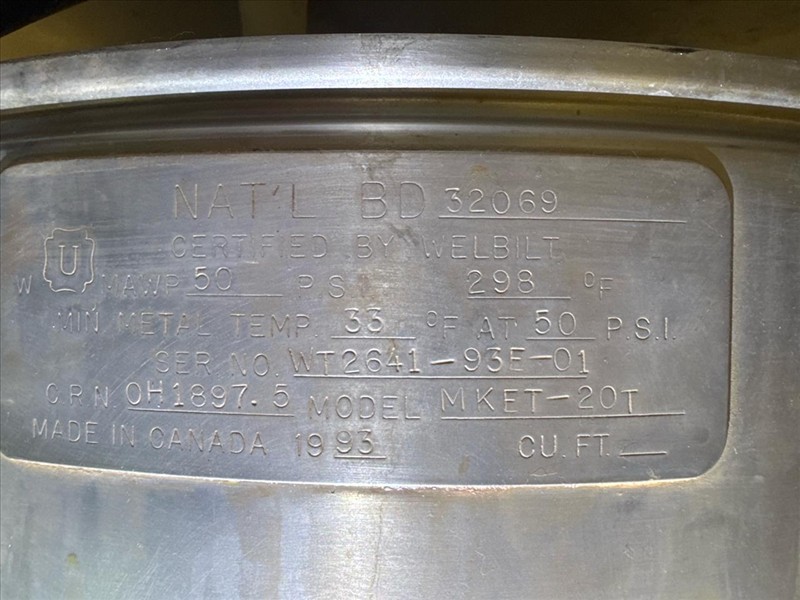 NAT'L BD 32069
CERTIFIED BY WELBILT
U
W MAWP 50 P S 298 °F
MIN METAL TEMP. 33 °F AT 50 P.S.I.
SER NO. WT2641-93E-01
C.R.N. OH1897.5 MODEL MKET-20T
MADE IN CANADA 1993 CU. FT. —